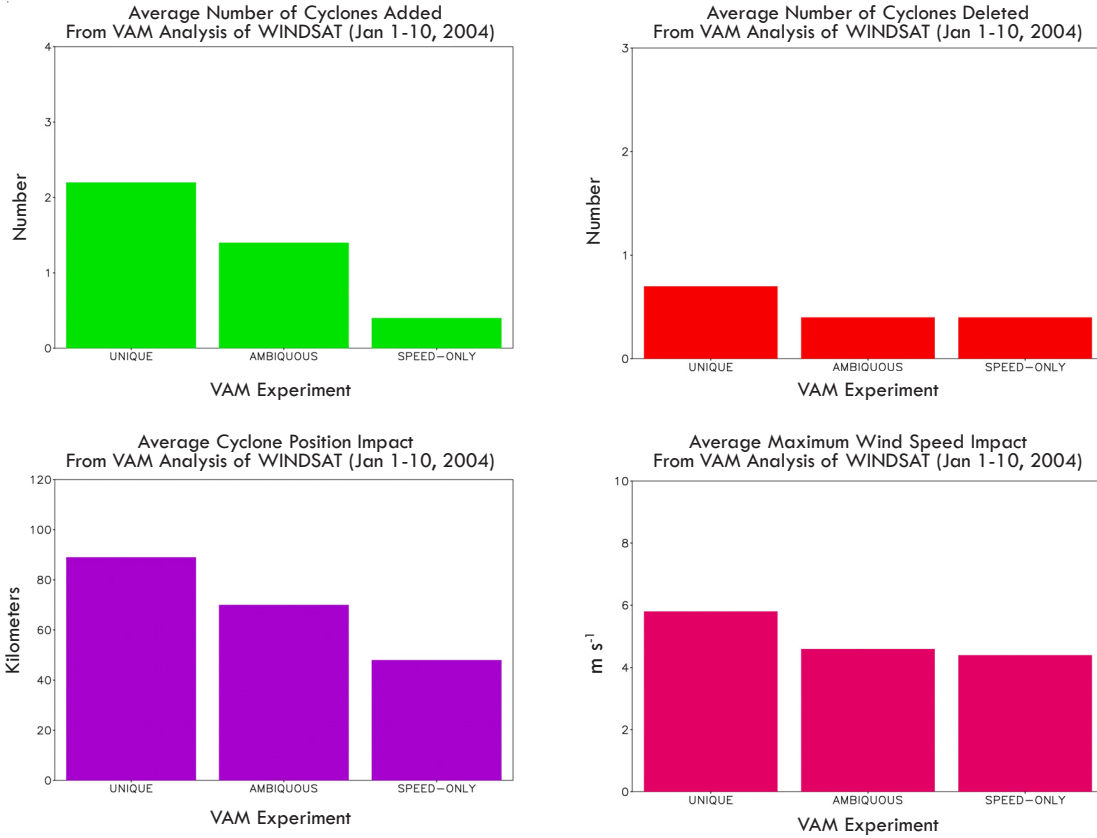 Average Number of Cyclones Added
From VAM Analysis of WINDSAT (Jan 1-10, 2004)
4
3
2
1
0
Number
UNIQUE AMBIQUOUS SPEED-ONLY
VAM Experiment
Average Number of Cyclones Deleted
From VAM Analysis of WINDSAT (Jan 1-10, 2004)
3
2
1
0
Number
UNIQUE AMBIQUOUS SPEED-ONLY
VAM Experiment
Average Cyclone Position Impact
From VAM Analysis of WINDSAT (Jan 1-10, 2004)
120
100
80
60
40
20
0
Kilometers
UNIQUE AMBIQUOUS SPEED-ONLY
VAM Experiment
Average Maximum Wind Speed Impact
From VAM Analysis of WINDSAT (Jan 1-10, 2004)
10
8
6
4
2
0
m s⁻¹
UNIQUE AMBIQUOUS SPEED-ONLY
VAM Experiment